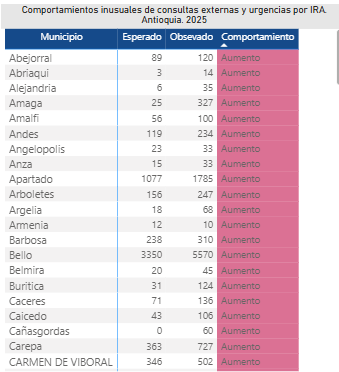 Comportamientos inusuales de consultas externas y urgencias por IRA.
Antioquia. 2025
Municipio Esperado Obsevado Comportamiento
Abejorral 89 120 Aumento
Abriaqui 3 14 Aumento
Alejandria 6 35 Aumento
Amaga 25 327 Aumento
Amalfi 56 100 Aumento
Andes 119 234 Aumento
Angelopolis 23 33 Aumento
Anza 15 33 Aumento
Apartado 1077 1785 Aumento
Arboletes 156 247 Aumento
Argelia 18 68 Aumento
Armenia 12 10 Aumento
Barbosa 238 310 Aumento
Bello 3350 5570 Aumento
Belmira 20 45 Aumento
Buritica 31 124 Aumento
Caceres 71 136 Aumento
Caicedo 43 106 Aumento
Cañasgordas 0 60 Aumento
Carepa 363 727 Aumento
CARMEN DE VIBORAL 346 502 Aumento